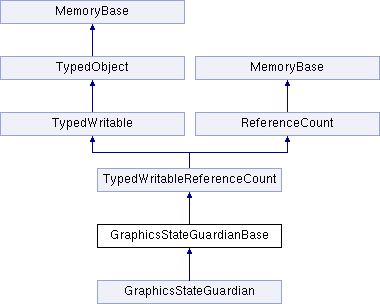 MemoryBase
TypedObject
MemoryBase
TypedWritable
ReferenceCount
TypedWritableReferenceCount
GraphicsStateGuardianBase
GraphicsStateGuardian